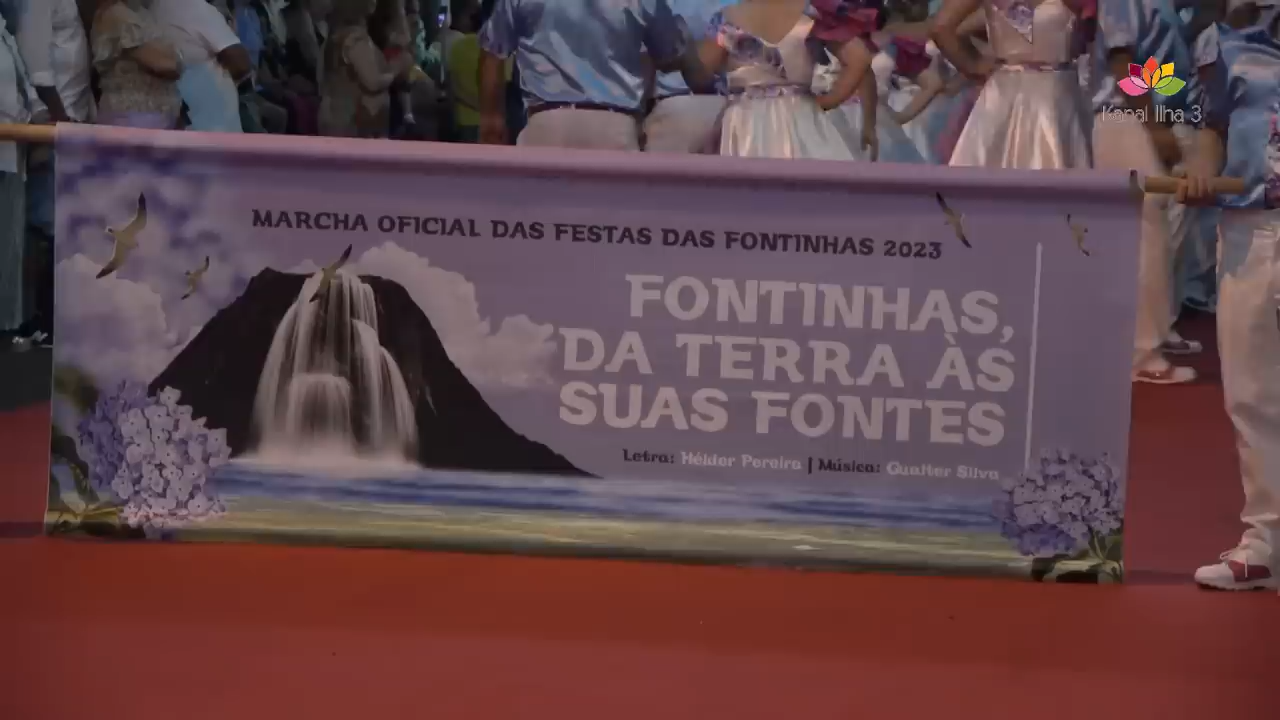 Kanal Ilha 3
MARCHA OFICIAL DAS FESTAS DAS FONTINHAS 2023
FONTINHAS,
DA TERRA ÀS
SUAS FONTES
Letra: Hélder Pereira | Música: Gualter Silva